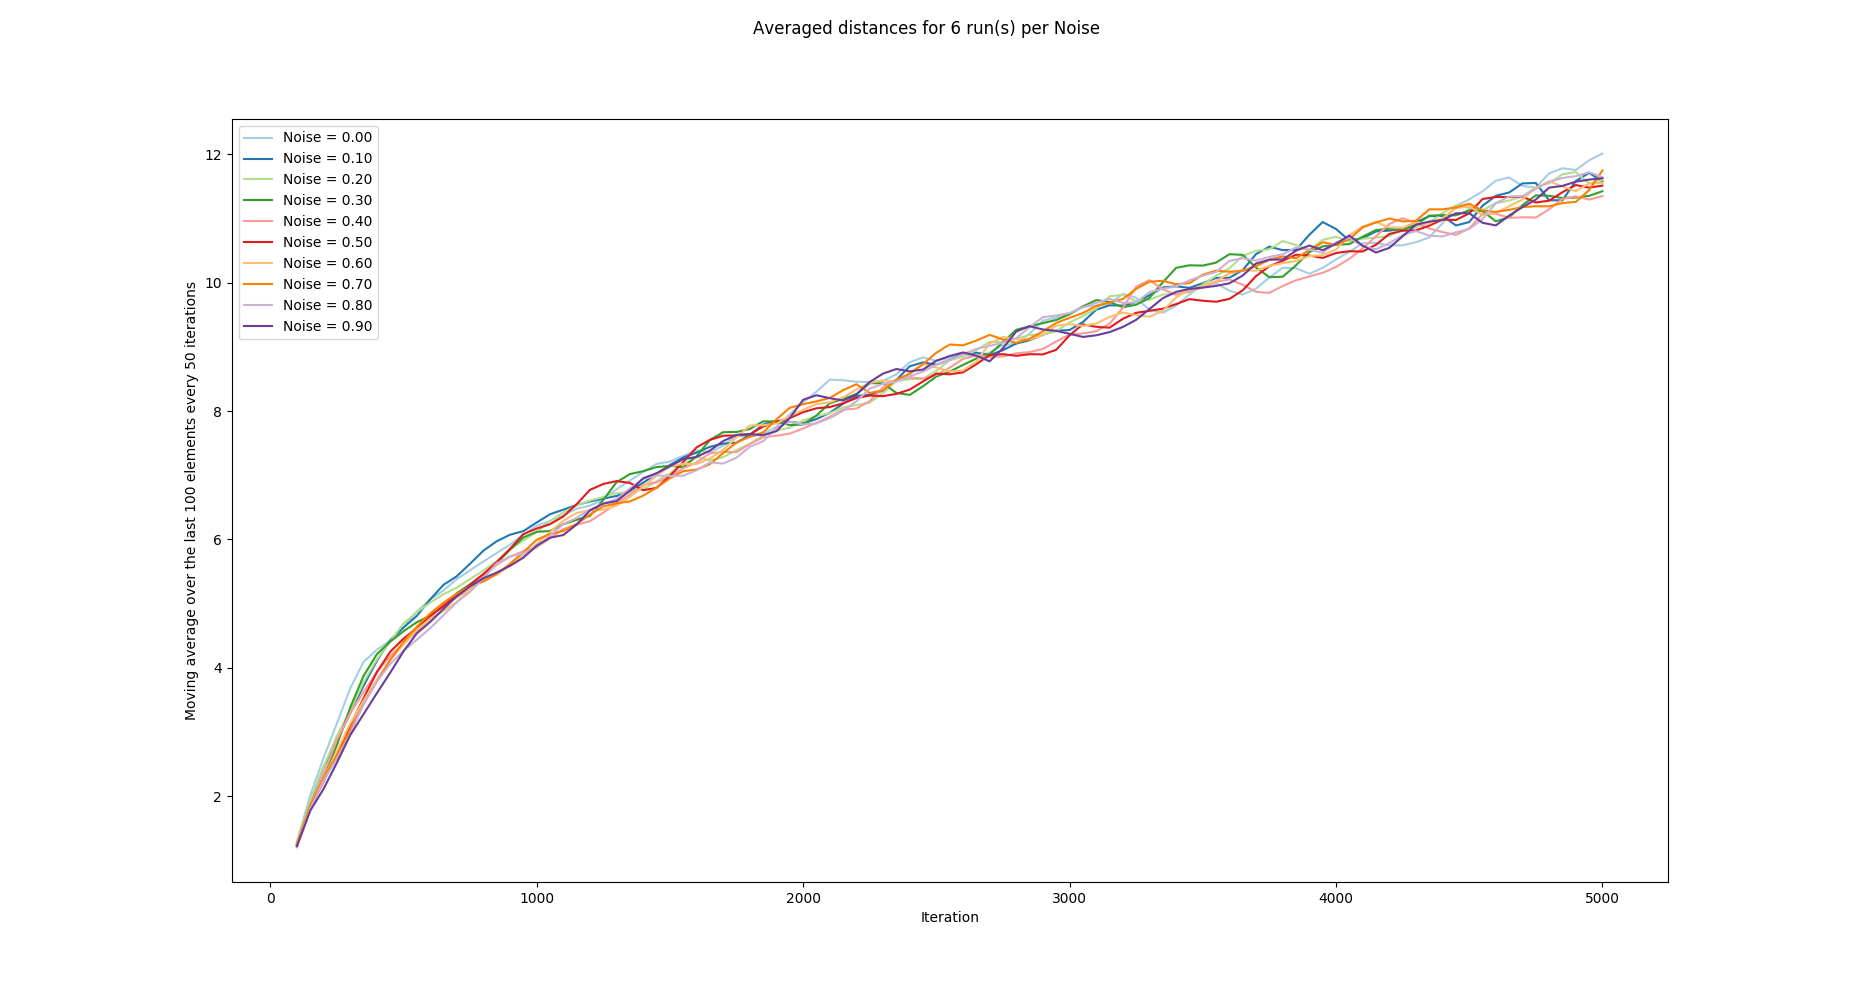 Averaged distances for 6 run(s) per Noise
Noise = 0.00
Noise = 0.10
Noise = 0.20
Noise = 0.30
Noise = 0.40
Noise = 0.50
Noise = 0.60
Noise = 0.70
Noise = 0.80
Noise = 0.90
Moving average over the last 100 elements every 50 iterations
12
10
8
6
4
2
0 1000 2000 3000 4000 5000
Iteration